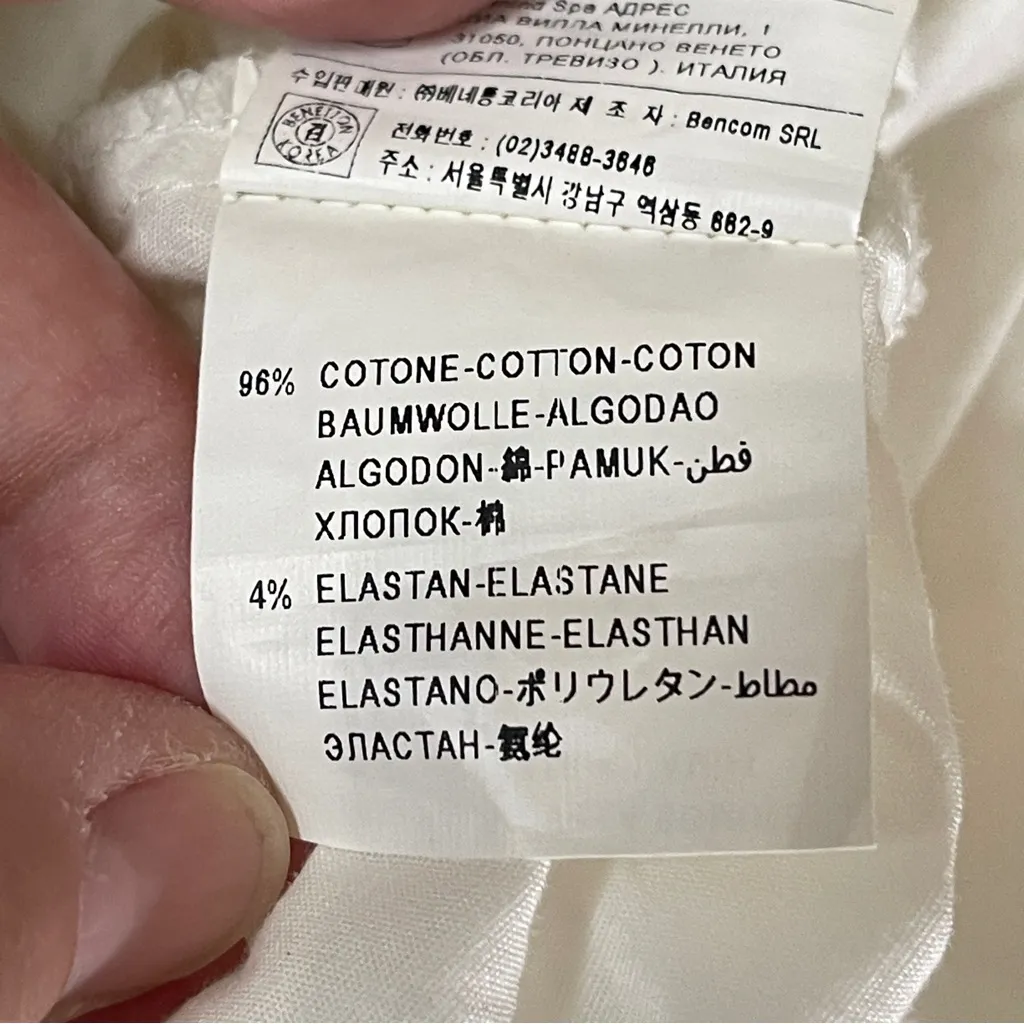 Spa АДРЕС
ВИЛЛА МИНЕЛЛИ, 1
31050, ПОНЦАНО ВЕНЕТО
(ОБЛ. ТРЕВИЗО ). ИТАЛИЯ
수입판매원 : ㈜베네통코리아 제 조 자 : Bencom SRL
BENETTON KOREA
전화번호 : (02)3488-3646
주소 : 서울특별시 강남구 역삼동 662-9
96% COTONE-COTTON-COTON
BAUMWOLLE-ALGODAO
ALGODON-綿-PAMUK-قطن
ХЛОПОК-棉
4% ELASTAN-ELASTANE
ELASTHANNE-ELASTHAN
ELASTANO-ポリウレタン-مطاط
ЭЛАСТАН-氨纶